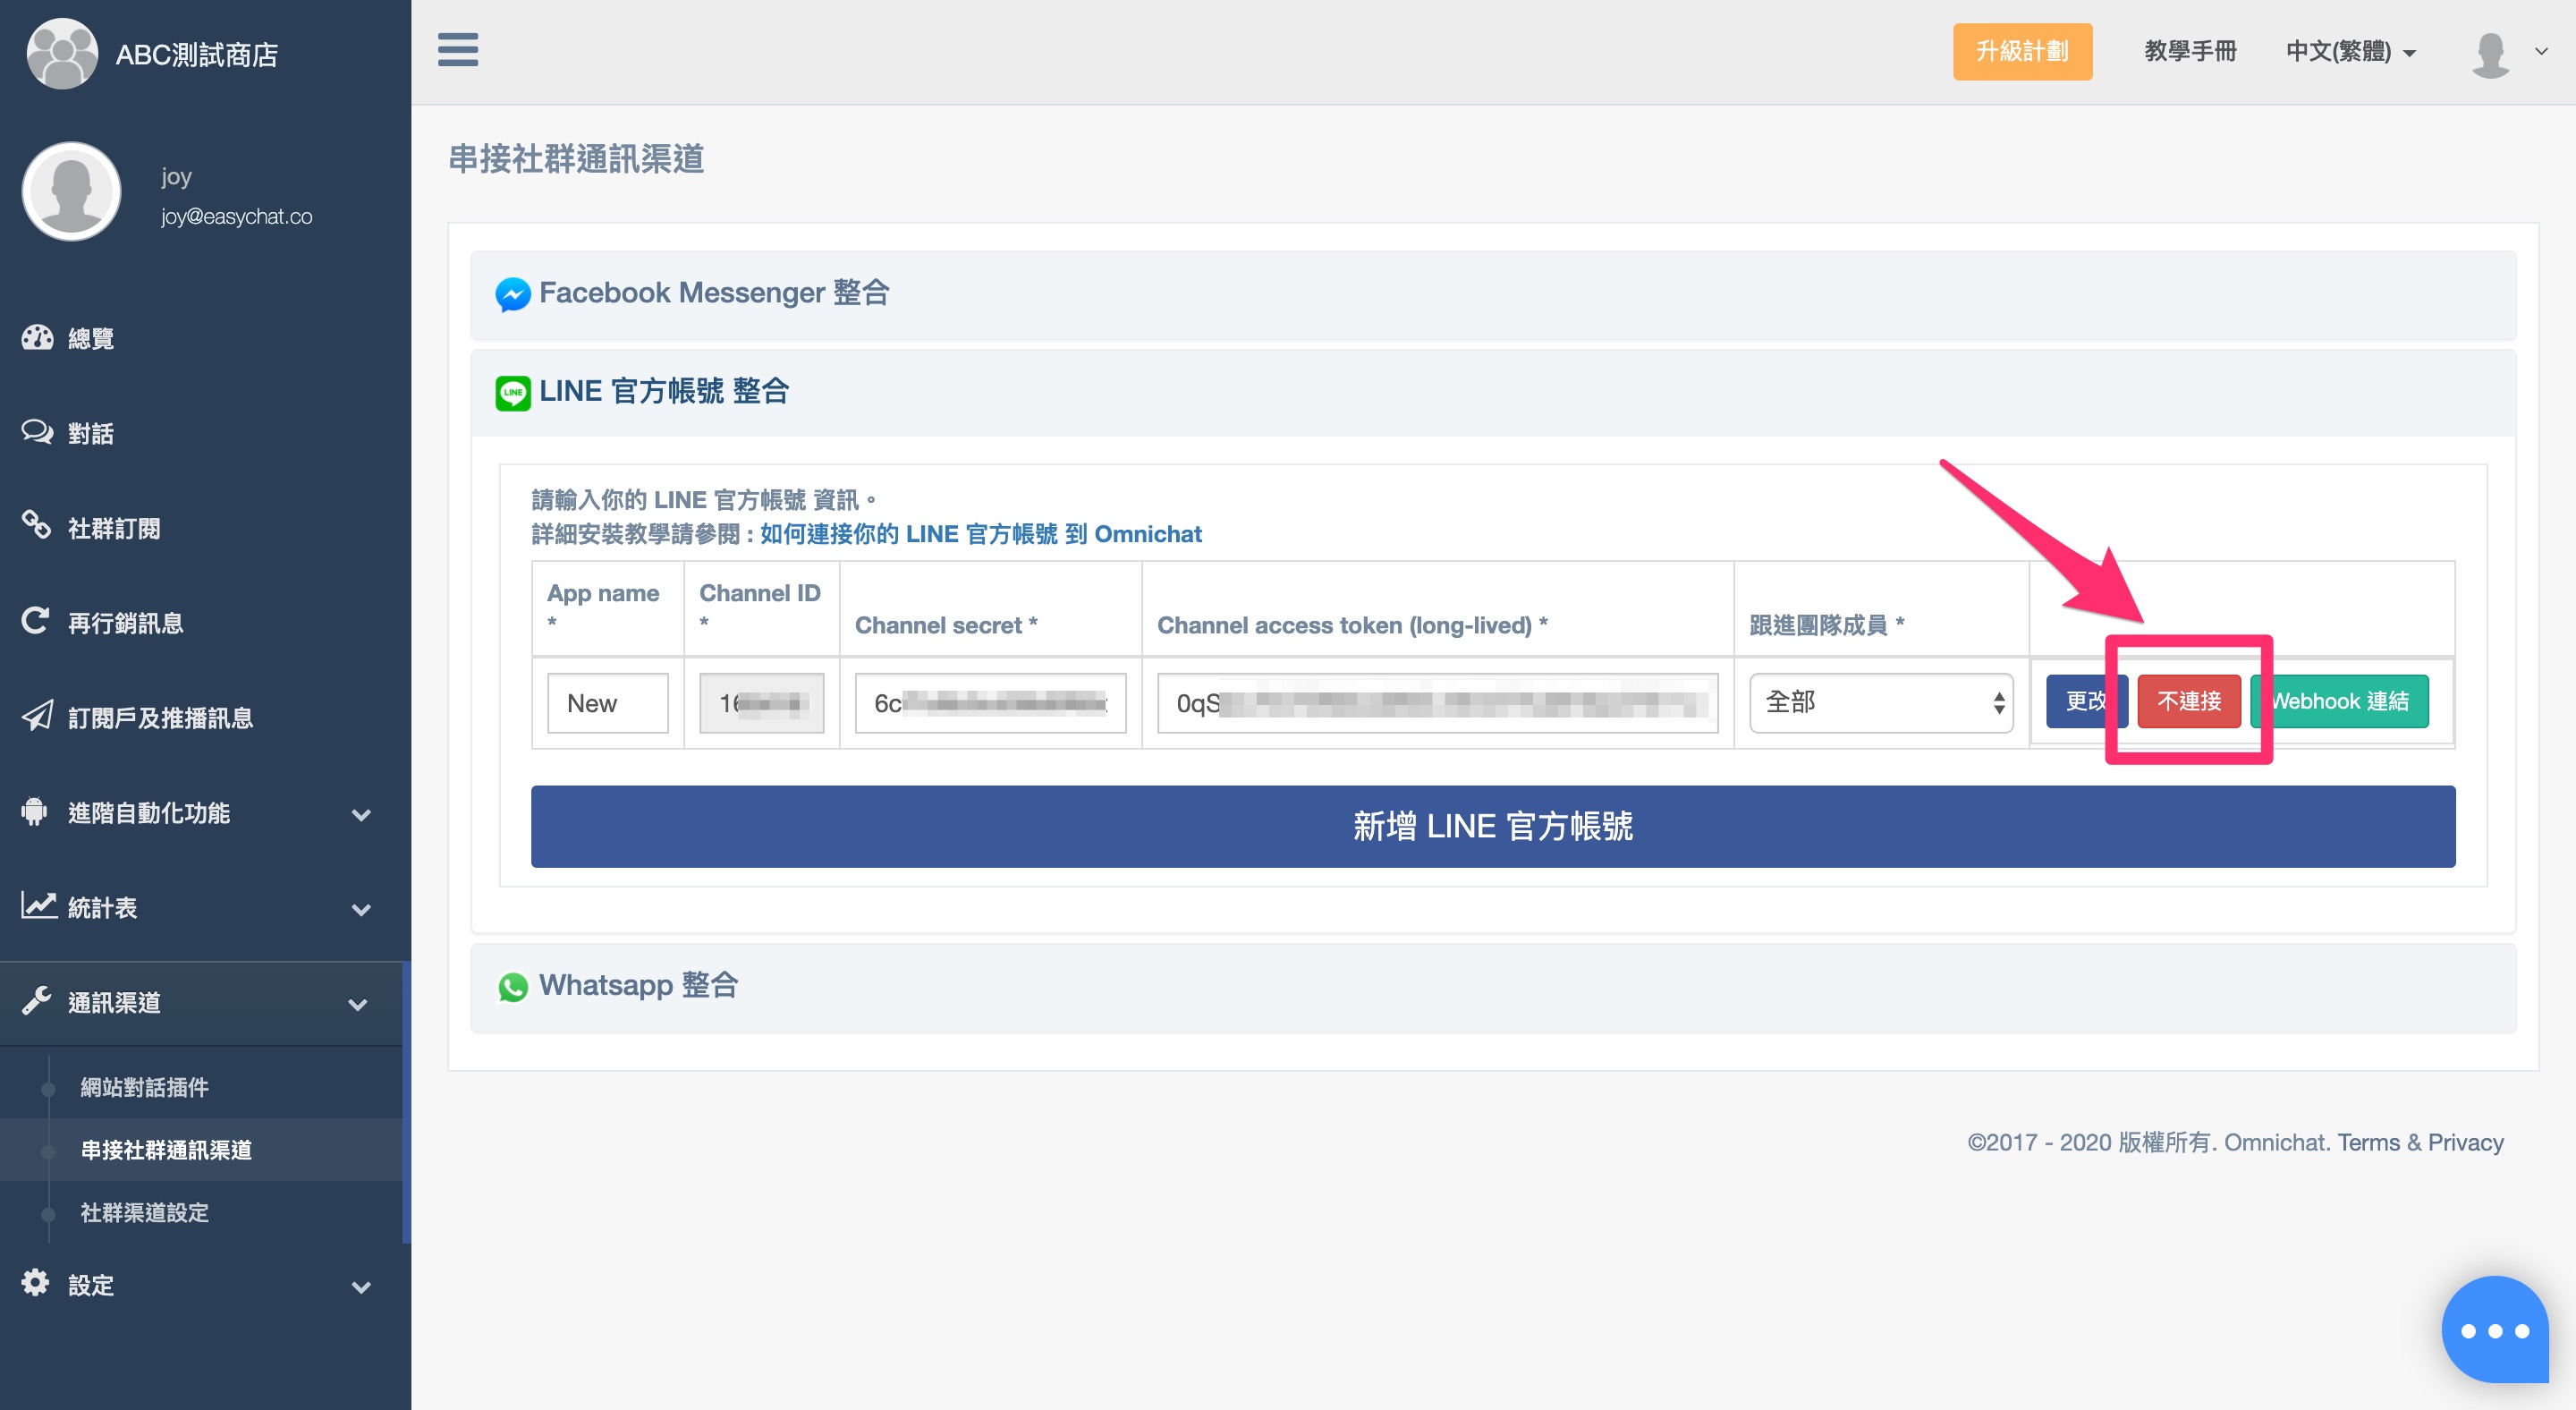 ABC測試商店
升級計劃
教學手冊
中文(繁體)
joy
joy@easychat.co
總覽
對話
社群訂閱
再行銷訊息
訂閱戶及推播訊息
進階自動化功能
統計表
通訊渠道
網站對話插件
串接社群通訊渠道
社群渠道設定
設定
串接社群通訊渠道
Facebook Messenger 整合
LINE
LINE 官方帳號 整合
請輸入你的 LINE 官方帳號 資訊。
詳細安裝教學請參閱 : 如何連接你的 LINE 官方帳號 到 Omnichat
App name *
Channel ID *
Channel secret *
Channel access token (long-lived) *
跟進團隊成員 *
New
16
6c
0qS
全部
更改
不連接
Webhook 連結
新增 LINE 官方帳號
Whatsapp 整合
©2017 - 2020 版權所有. Omnichat. Terms & Privacy